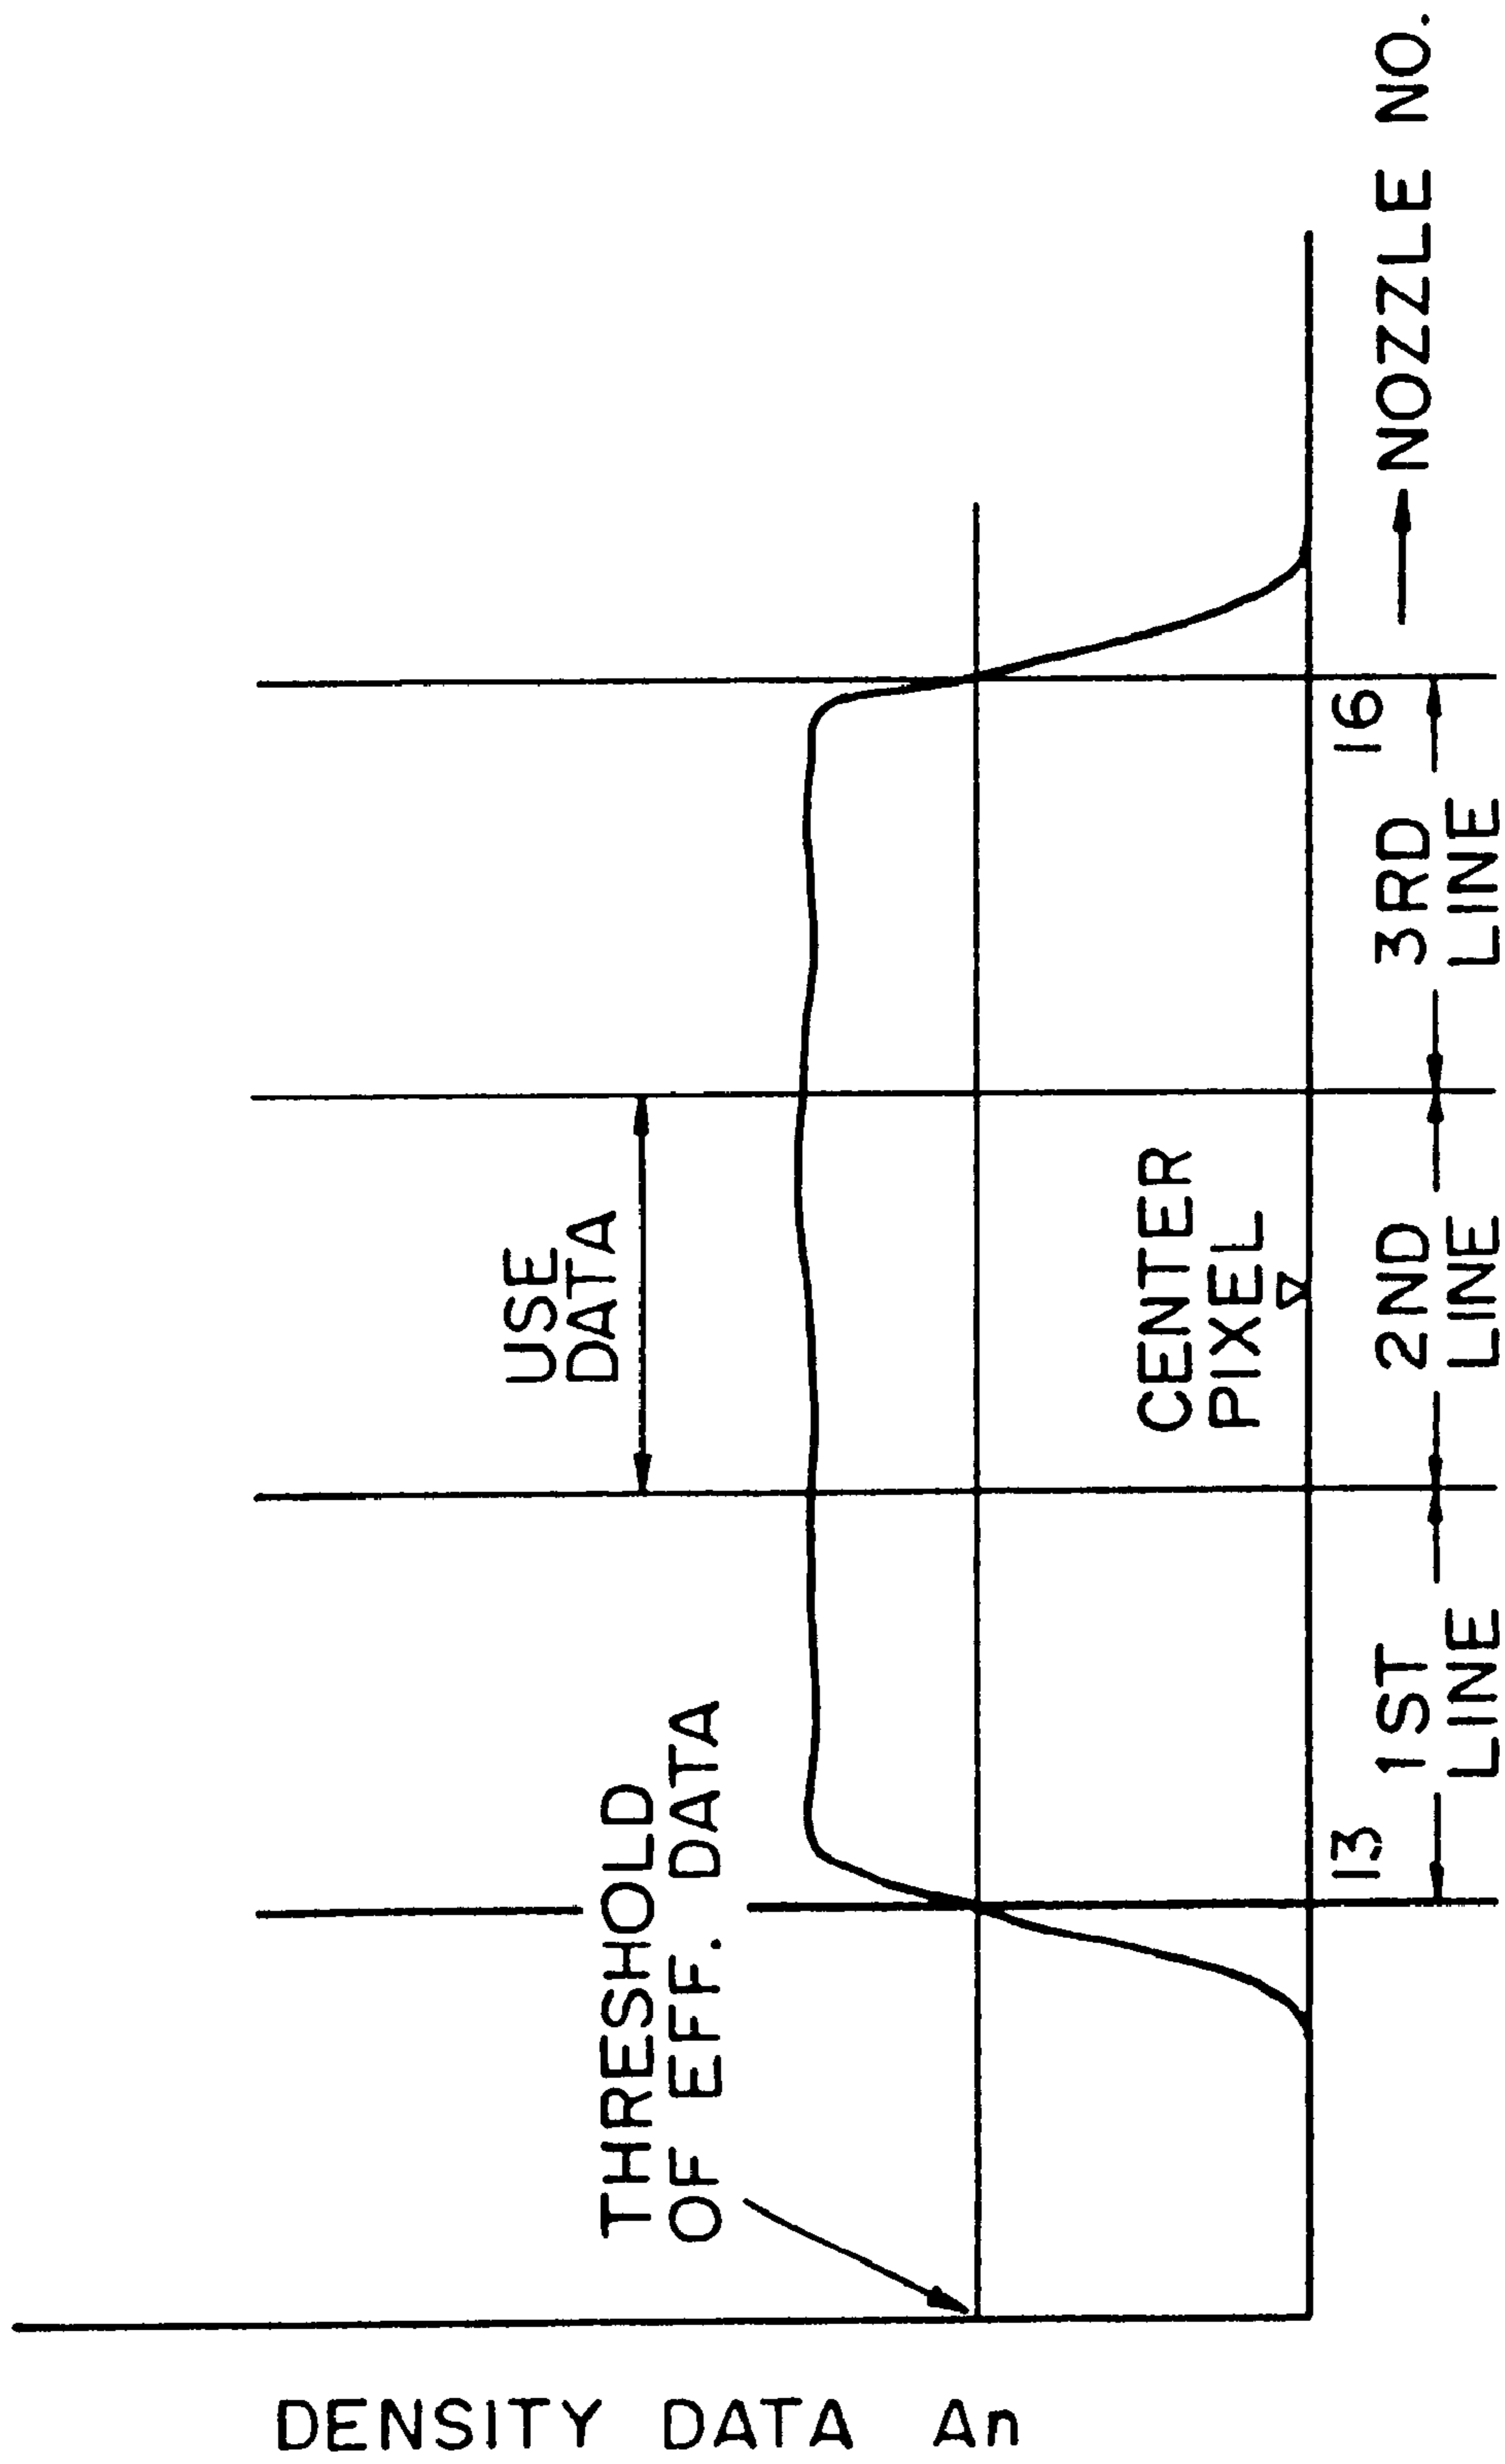 DENSITY DATA An
THRESHOLD
OF EFF. DATA
USE
DATA
CENTER
PIXEL
13
16
1ST
LINE
2ND
LINE
3RD
LINE
NOZZLE NO.